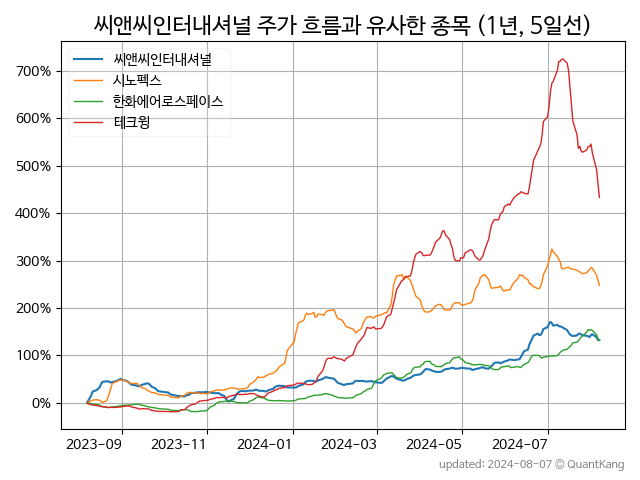 씨앤씨인터내셔널 주가 흐름과 유사한 종목 (1년, 5일선)
씨앤씨인터내셔널
시노펙스
한화에어로스페이스
테크윙
700%
600%
500%
400%
300%
200%
100%
0%
2023-09 2023-11 2024-01 2024-03 2024-05 2024-07
updated: 2024-08-07 © QuantKang